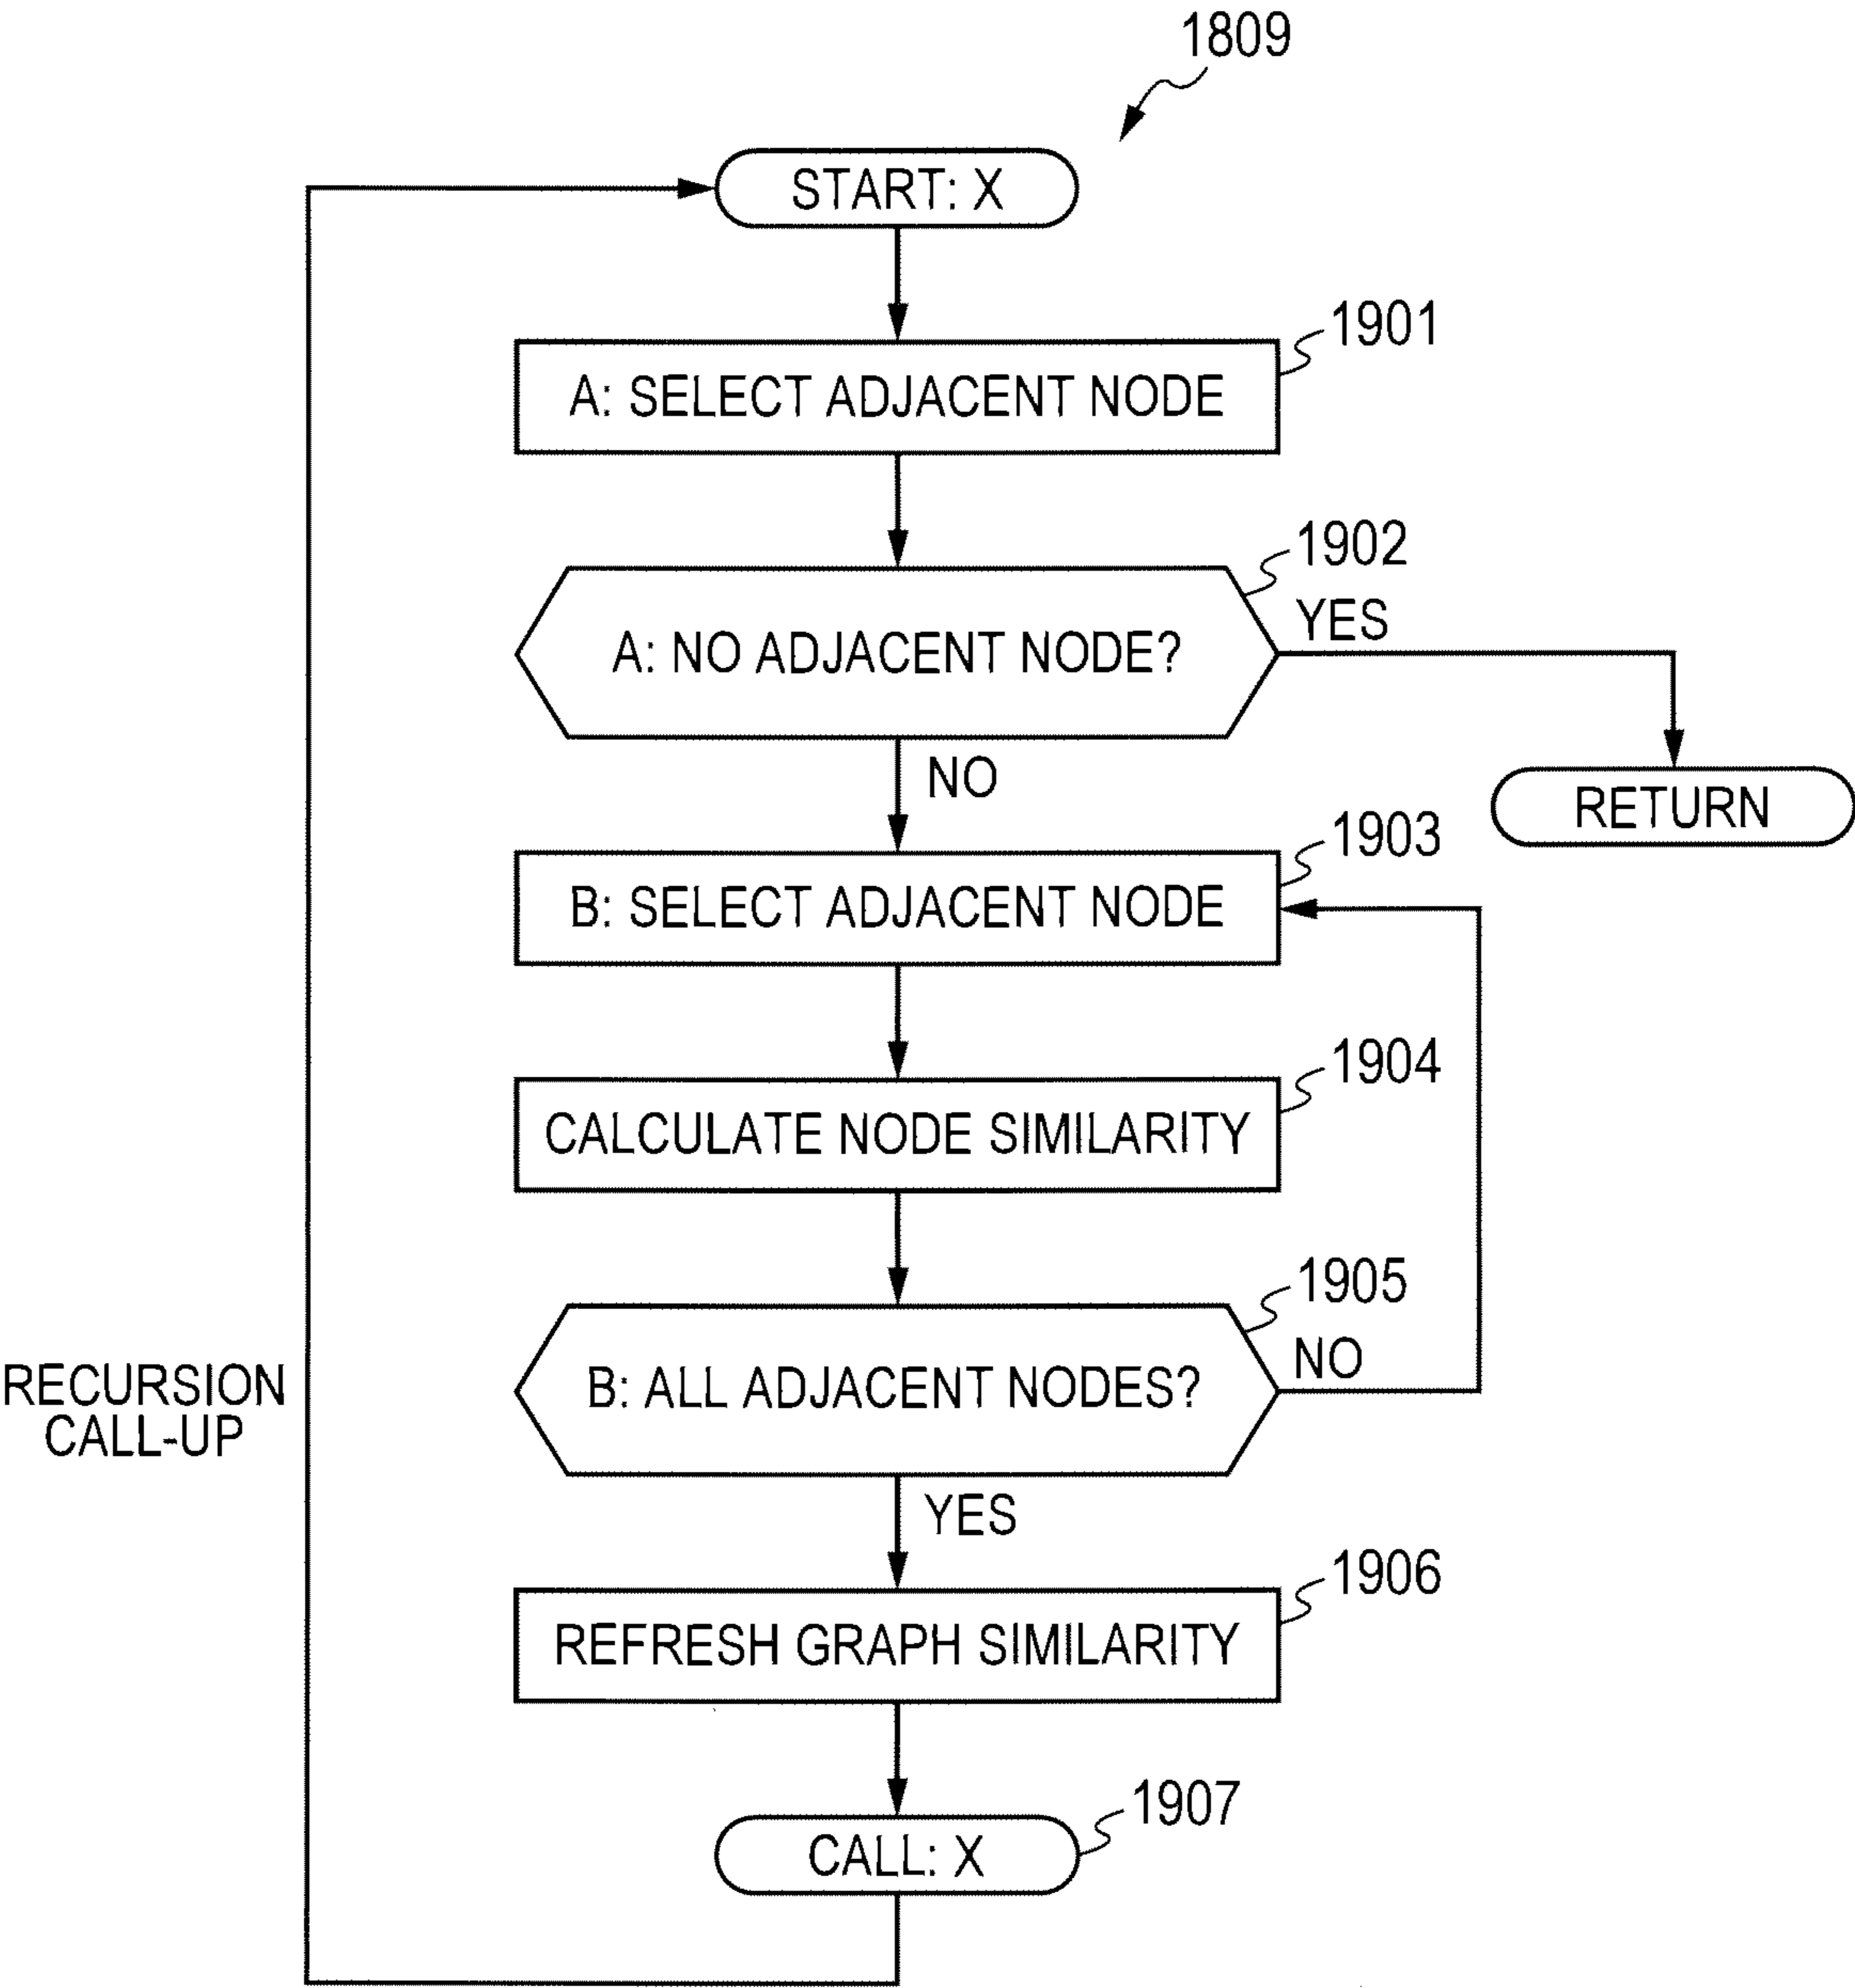 1809
START: X
1901
A: SELECT ADJACENT NODE
1902
YES
A: NO ADJACENT NODE?
NO
RETURN
1903
B: SELECT ADJACENT NODE
1904
CALCULATE NODE SIMILARITY
1905
NO
B: ALL ADJACENT NODES?
RECURSION
CALL-UP
YES
1906
REFRESH GRAPH SIMILARITY
1907
CALL: X